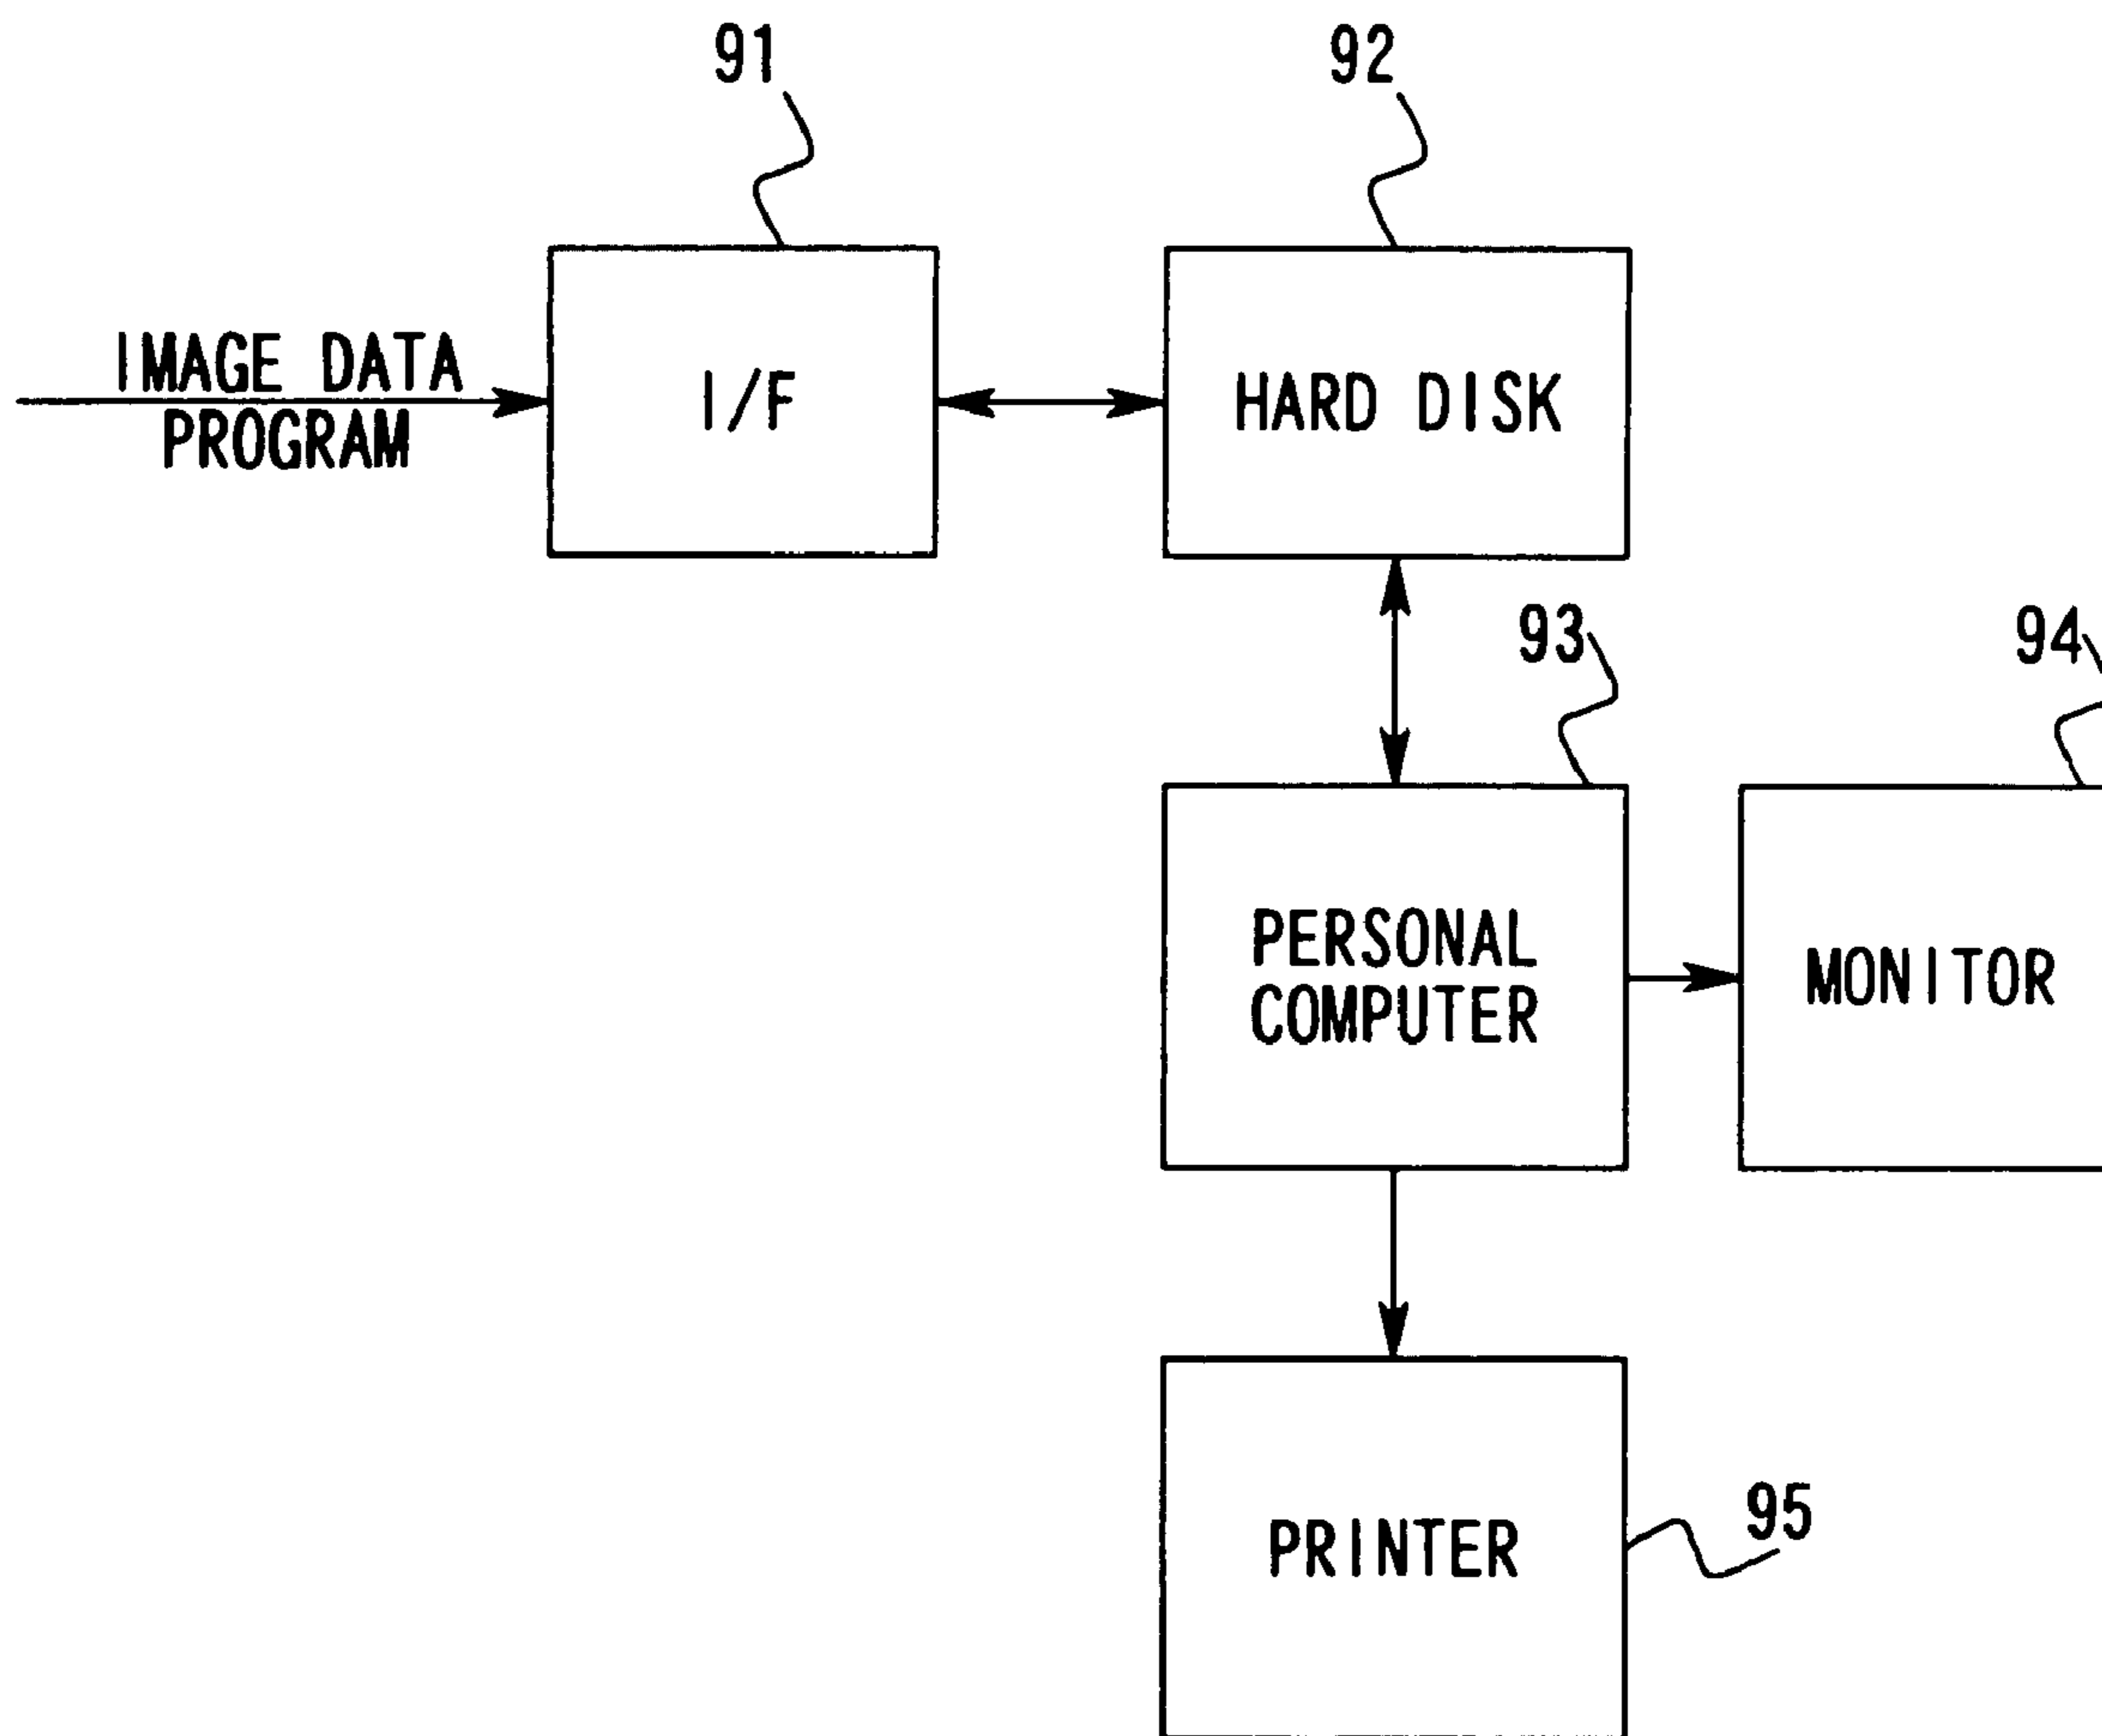 91
92
IMAGE DATA
PROGRAM
I/F
HARD DISK
93
94
PERSONAL
COMPUTER
MONITOR
PRINTER
95